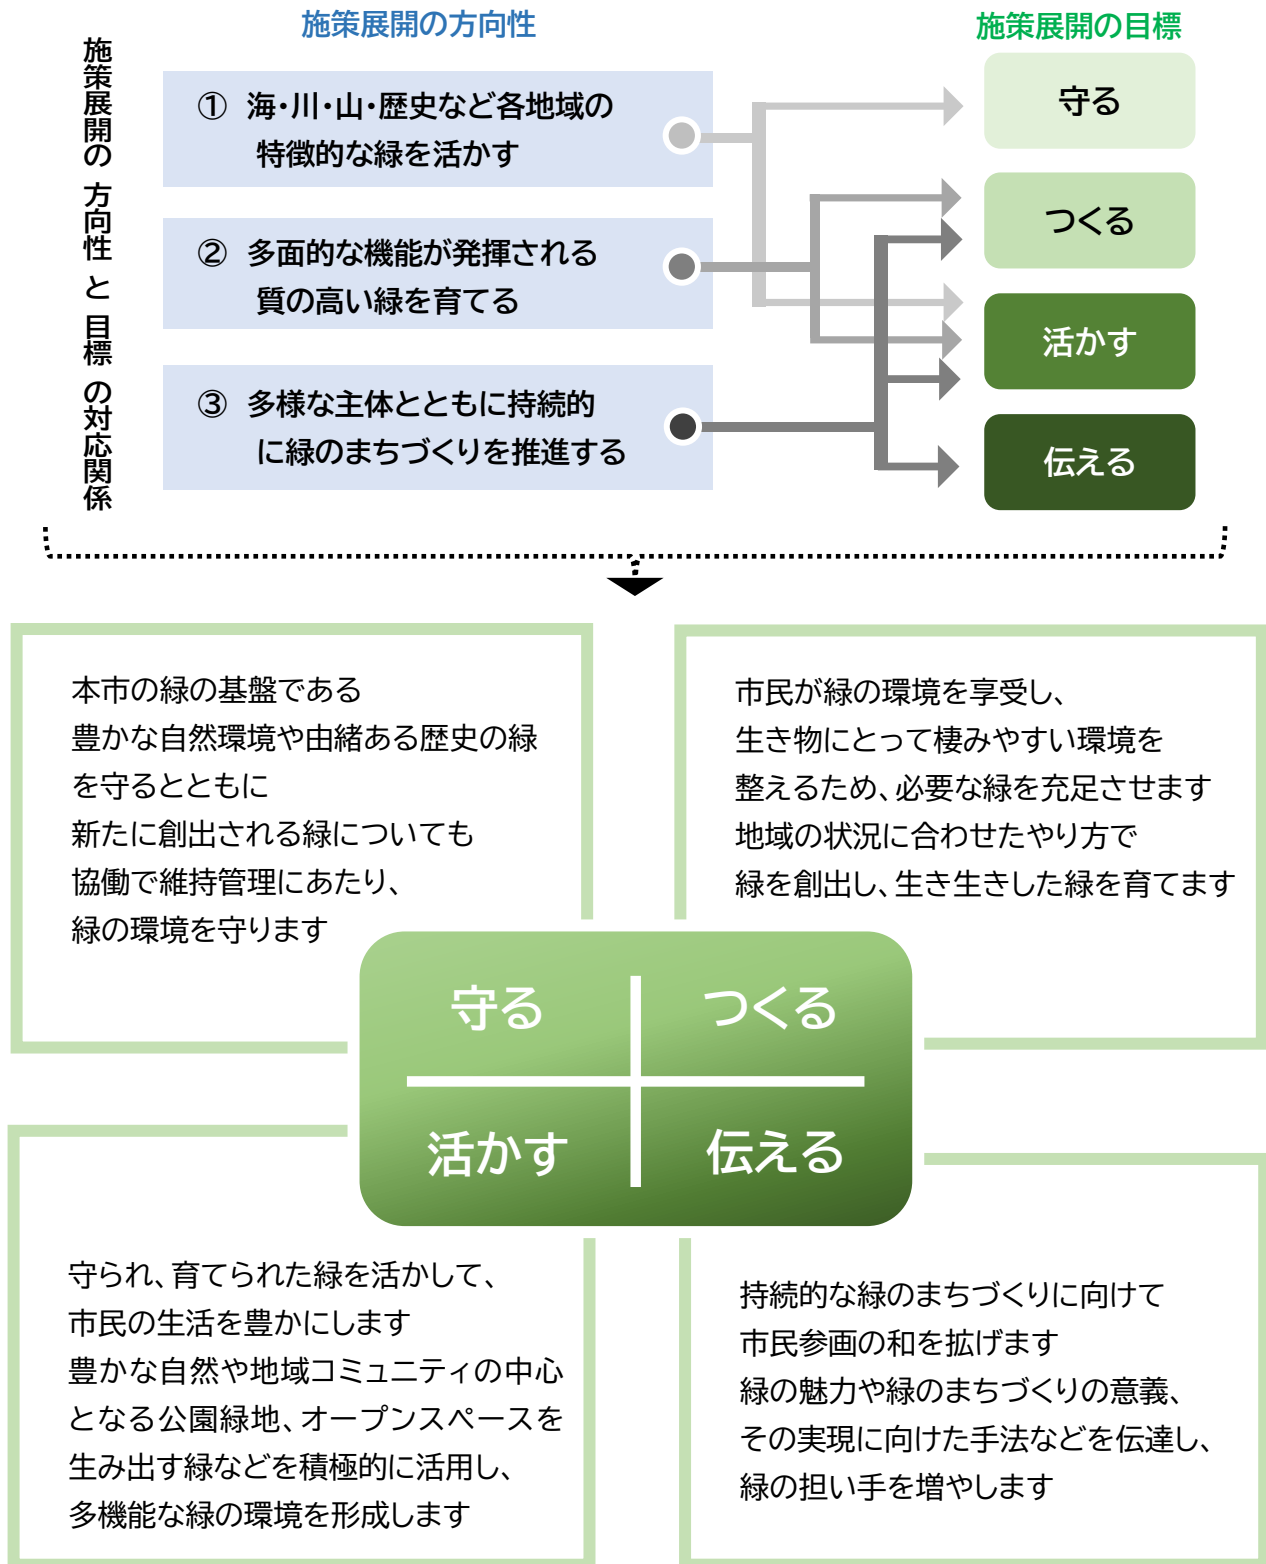 施策展開の方向性
施策展開の目標
施策展開の 方向性 と 目標 の対応関係
① 海・川・山・歴史など各地域の
特徴的な緑を活かす
② 多面的な機能が発揮される
質の高い緑を育てる
③ 多様な主体とともに持続的
に緑のまちづくりを推進する
守る
つくる
活かす
伝える
本市の緑の基盤である
豊かな自然環境や由緒ある歴史の緑
を守るとともに
新たに創出される緑についても
協働で維持管理にあたり、
緑の環境を守ります
市民が緑の環境を享受し、
生き物にとって棲みやすい環境を
整えるため、必要な緑を充足させます
地域の状況に合わせたやり方で
緑を創出し、生き生きした緑を育てます
守る
つくる
活かす
伝える
守られ、育てられた緑を活かして、
市民の生活を豊かにします
豊かな自然や地域コミュニティの中心
となる公園緑地、オープンスペースを
生み出す緑などを積極的に活用し、
多機能な緑の環境を形成します
持続的な緑のまちづくりに向けて
市民参画の和を拡げます
緑の魅力や緑のまちづくりの意義、
その実現に向けた手法などを伝達し、
緑の担い手を増やします